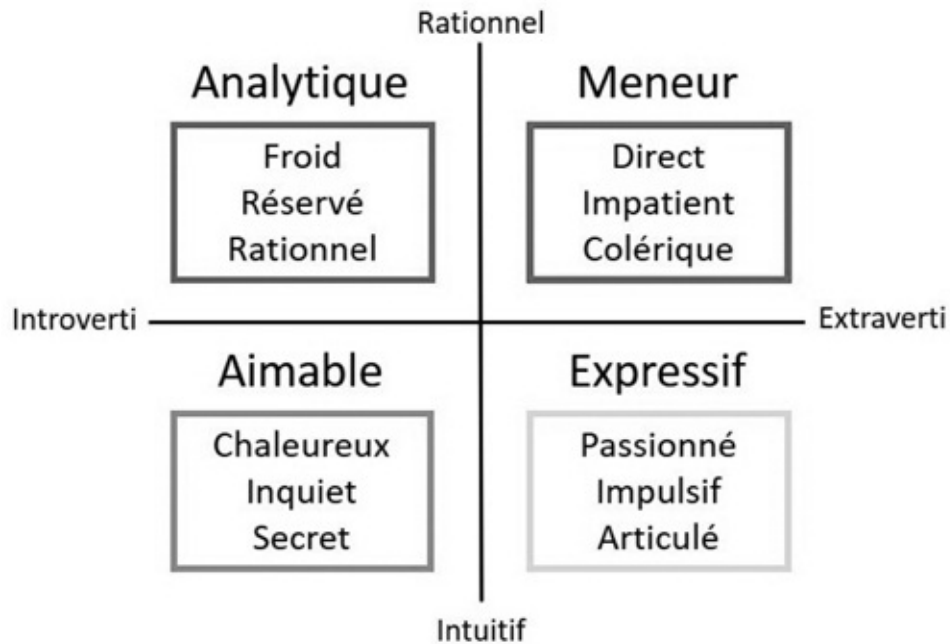 Rationnel
Analytique
Froid
Réservé
Rationnel
Meneur
Direct
Impatient
Colérique
Introverti
Extraverti
Aimable
Chaleureux
Inquiet
Secret
Expressif
Passionné
Impulsif
Articulé
Intuitif